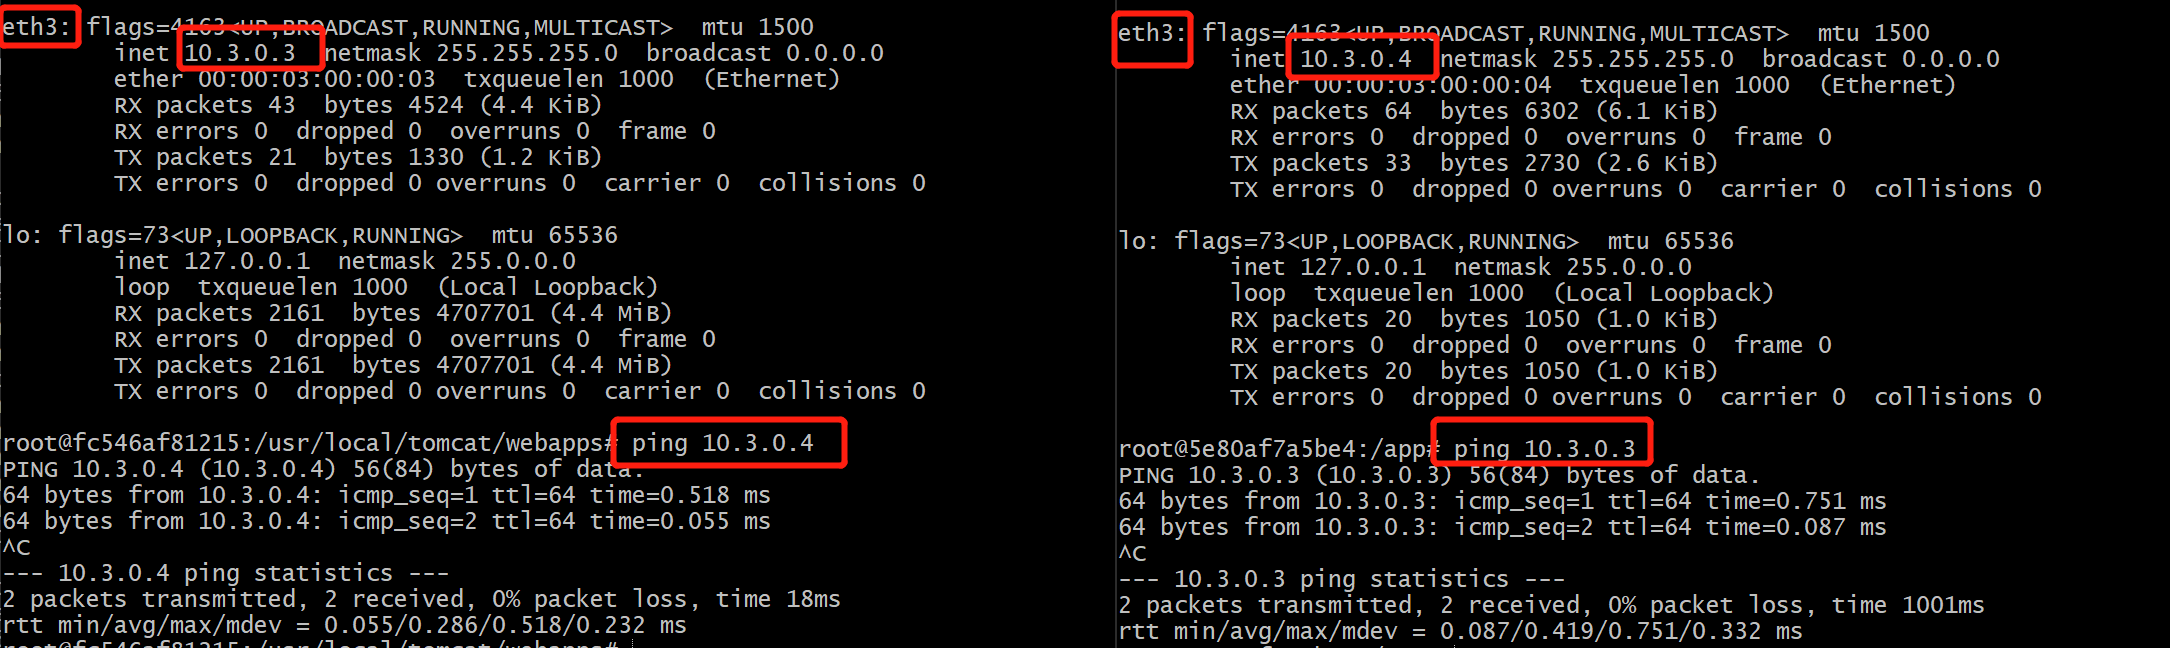 eth3: flags=4163<UP,BROADCAST,RUNNING,MULTICAST>  mtu 1500
        inet 10.3.0.3  netmask 255.255.255.0  broadcast 0.0.0.0
        ether 00:00:03:00:00:03  txqueuelen 1000  (Ethernet)
        RX packets 43  bytes 4524 (4.4 KiB)
        RX errors 0  dropped 0  overruns 0  frame 0
        TX packets 21  bytes 1330 (1.2 KiB)
        TX errors 0  dropped 0 overruns 0  carrier 0  collisions 0

lo: flags=73<UP,LOOPBACK,RUNNING>  mtu 65536
        inet 127.0.0.1  netmask 255.0.0.0
        loop  txqueuelen 1000  (Local Loopback)
        RX packets 2161  bytes 4707701 (4.4 MiB)
        RX errors 0  dropped 0  overruns 0  frame 0
        TX packets 2161  bytes 4707701 (4.4 MiB)
        TX errors 0  dropped 0 overruns 0  carrier 0  collisions 0

root@fc546af81215:/usr/local/tomcat/webapps# ping 10.3.0.4
PING 10.3.0.4 (10.3.0.4) 56(84) bytes of data.
64 bytes from 10.3.0.4: icmp_seq=1 ttl=64 time=0.518 ms
64 bytes from 10.3.0.4: icmp_seq=2 ttl=64 time=0.055 ms
^C
--- 10.3.0.4 ping statistics ---
2 packets transmitted, 2 received, 0% packet loss, time 18ms
rtt min/avg/max/mdev = 0.055/0.286/0.518/0.232 ms
root@fc546af81215:/usr/local/tomcat/webapps#

eth3: flags=4163<UP,BROADCAST,RUNNING,MULTICAST>  mtu 1500
        inet 10.3.0.4  netmask 255.255.255.0  broadcast 0.0.0.0
        ether 00:00:03:00:00:04  txqueuelen 1000  (Ethernet)
        RX packets 64  bytes 6302 (6.1 KiB)
        RX errors 0  dropped 0  overruns 0  frame 0
        TX packets 33  bytes 2730 (2.6 KiB)
        TX errors 0  dropped 0 overruns 0  carrier 0  collisions 0

lo: flags=73<UP,LOOPBACK,RUNNING>  mtu 65536
        inet 127.0.0.1  netmask 255.0.0.0
        loop  txqueuelen 1000  (Local Loopback)
        RX packets 20  bytes 1050 (1.0 KiB)
        RX errors 0  dropped 0  overruns 0  frame 0
        TX packets 20  bytes 1050 (1.0 KiB)
        TX errors 0  dropped 0 overruns 0  carrier 0  collisions 0

root@5e80af7a5be4:/app# ping 10.3.0.3
PING 10.3.0.3 (10.3.0.3) 56(84) bytes of data.
64 bytes from 10.3.0.3: icmp_seq=1 ttl=64 time=0.751 ms
64 bytes from 10.3.0.3: icmp_seq=2 ttl=64 time=0.087 ms
^C
--- 10.3.0.3 ping statistics ---
2 packets transmitted, 2 received, 0% packet loss, time 1001ms
rtt min/avg/max/mdev = 0.087/0.419/0.751/0.332 ms